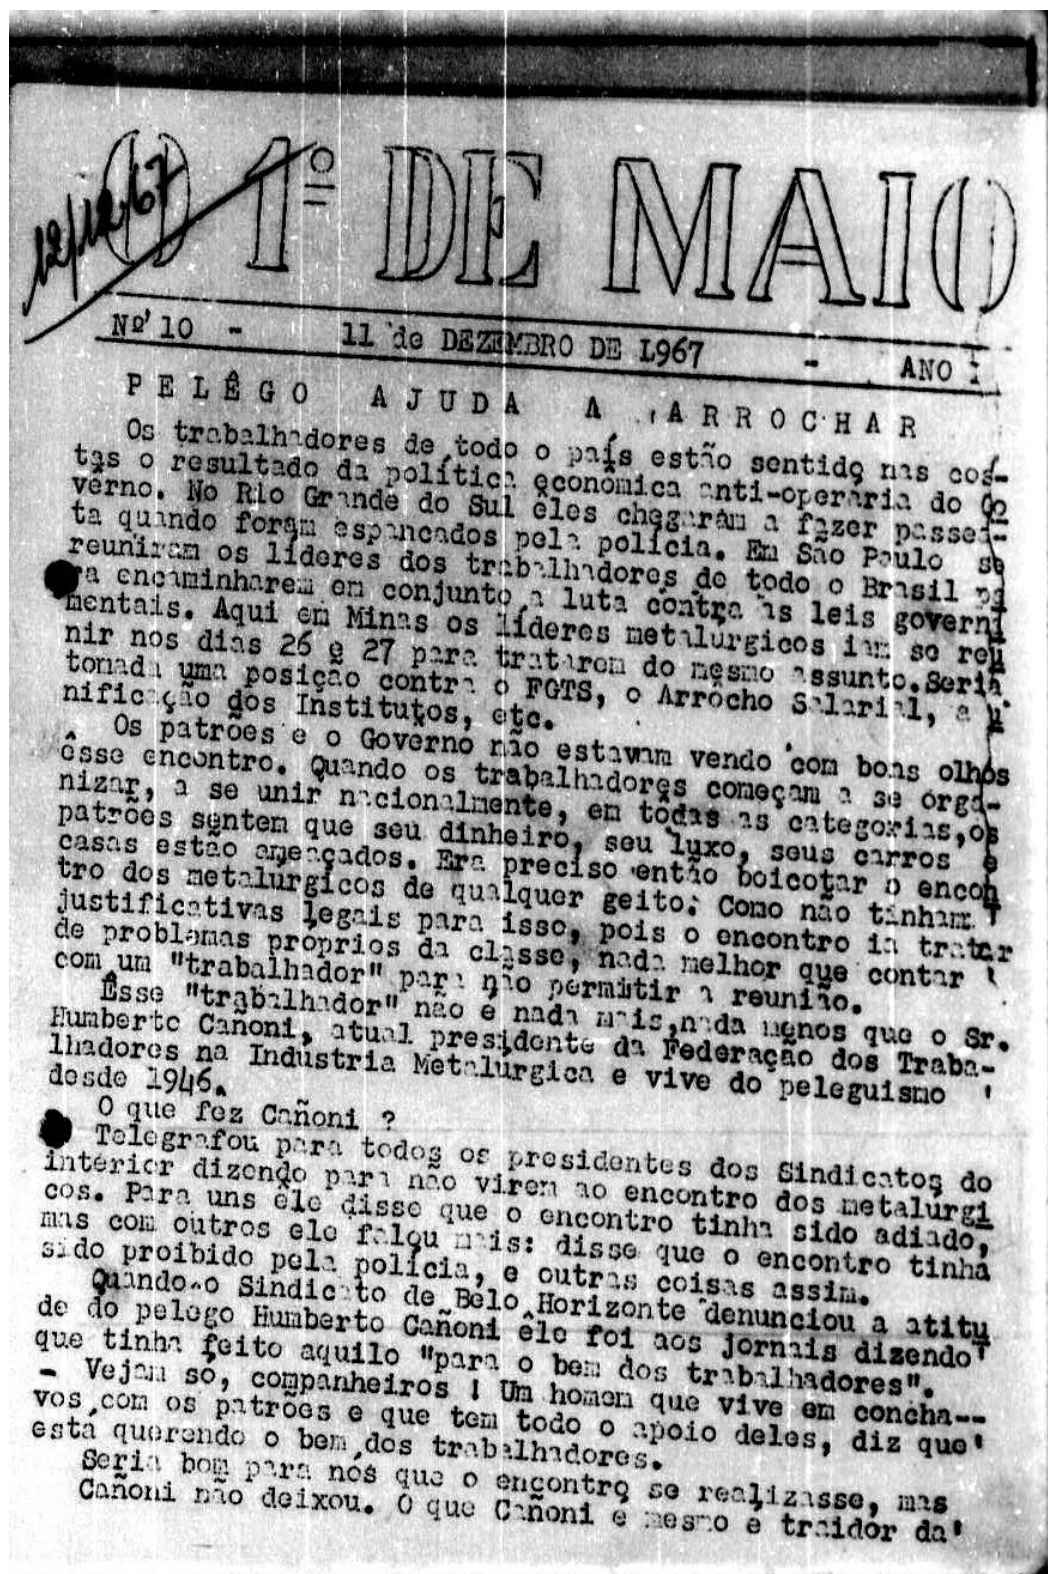 12/12/67
O 1º DE MAIO
Nº 10 - 11 de DEZEMBRO DE 1967 - ANO I
PELÊGO AJUDA A ARROCHAR
Os trabalhadores de todo o país estão sentido nas cos-
tas o resultado da política econômica anti-operária do Go
verno. No Rio Grande do Sul êles chegaram a fazer passea-
ta quando foram espancados pela polícia. Em São Paulo se
reuniram os líderes dos trabalhadores de todo o Brasil pa
ra encaminharem em conjunto a luta contra as leis governa
mentais. Aqui em Minas os líderes metalurgicos iam se reu
nir nos dias 26 e 27 para tratarem do mesmo assunto. Seria
tomada uma posição contra o FGTS, o Arrôcho Salarial, a u
nificação dos Institutos, etc.
Os patrões e o Governo não estavam vendo com bons olhos
êsse encontro. Quando os trabalhadores começam a se orga-
nizar, a se unir nacionalmente, em tôdas as categorias, os
patrões sentem que seu dinheiro, seu luxo, seus carros e
casas estão ameaçados. Era preciso então boicotar o encon
tro dos metalurgicos de qualquer geito. Como não tinham '
justificativas legais para isso, pois o encontro ia tratar
de problemas próprios da classe, nada melhor que contar '
com um "trabalhador" para não permitir a reunião.
Êsse "trabalhador" não é nada mais, nada menos que o Sr.
Humberto Cañoni, atual presidente da Federação dos Traba-
lhadores na Indústria Metalúrgica e vive do peleguismo '
desde 1946.
O que fez Cañoni ?
Telegrafou para todos os presidentes dos Sindicatos do
interior dizendo para não virem ao encontro dos metalúrgi
cos. Para uns êle disse que o encontro tinha sido adiado,
mas com outros ele falou mais: disse que o encontro tinha
sido proibido pela polícia, e outras coisas assim.
Quando o Sindicato de Belo Horizonte denunciou a atitu
de do pelego Humberto Cañoni êle foi aos jornais dizendo'
que tinha feito aquilo "para o bem dos trabalhadores".
- Vejam só, companheiros ! Um homem que vive em concha--
vos com os patrões e que tem todo o apoio deles, diz que'
está querendo o bem dos trabalhadores.
Seria bom para nós que o encontro se realizasse, mas
Cañoni não deixou. O que Cañoni é mesmo é traidor da'